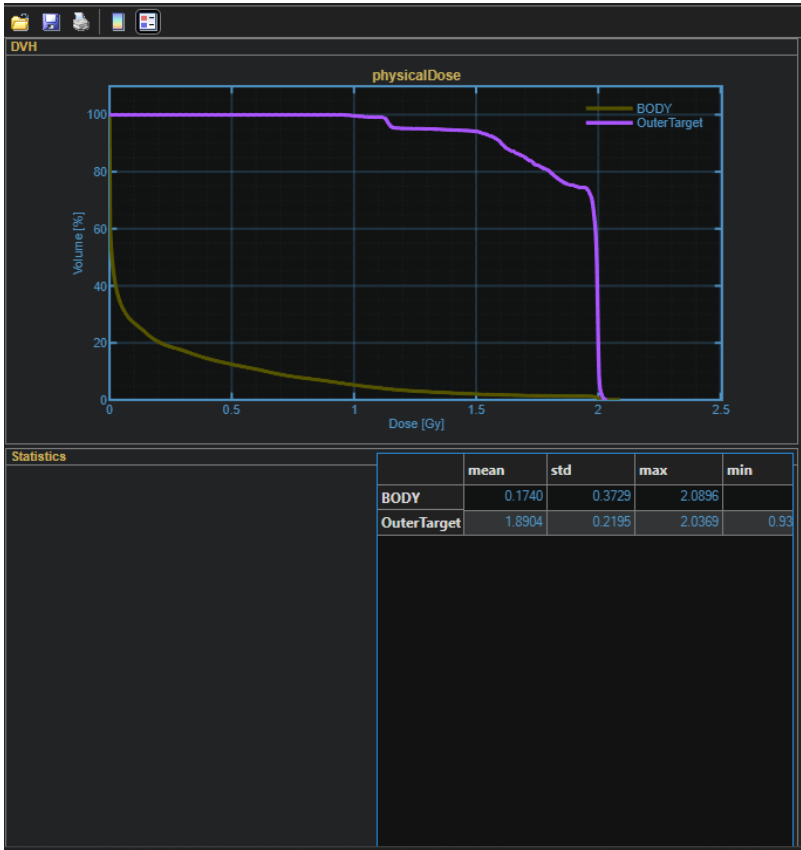 DVH
physicalDose
100
80
60
40
20
0
Volume [%]
BODY
OuterTarget
0 0.5 1 1.5 2 2.5
Dose [Gy]
Statistics
mean std max min
BODY 0.1740 0.3729 2.0896
OuterTarget 1.8904 0.2195 2.0369 0.93